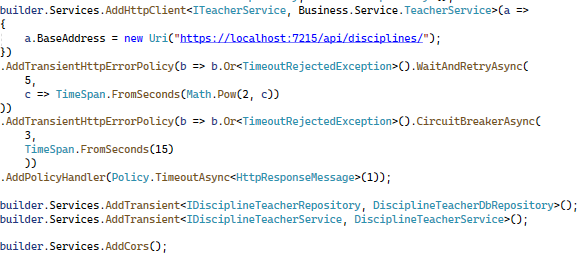 builder.Services.AddHttpClient<ITeacherService, Business.Service.TeacherService>(a =>
{
    a.BaseAddress = new Uri("https://localhost:7215/api/disciplines/");
})
.AddTransientHttpErrorPolicy(b => b.Or<TimeoutRejectedException>().WaitAndRetryAsync(
    5,
    c => TimeSpan.FromSeconds(Math.Pow(2, c))
))
.AddTransientHttpErrorPolicy(b => b.Or<TimeoutRejectedException>().CircuitBreakerAsync(
    3,
    TimeSpan.FromSeconds(15)
    ))
.AddPolicyHandler(Policy.TimeoutAsync<HttpResponseMessage>(1));
builder.Services.AddTransient<IDisciplineTeacherRepository, DisciplineTeacherDbRepository>();
builder.Services.AddTransient<IDisciplineTeacherService, DisciplineTeacherService>();
builder.Services.AddCors();